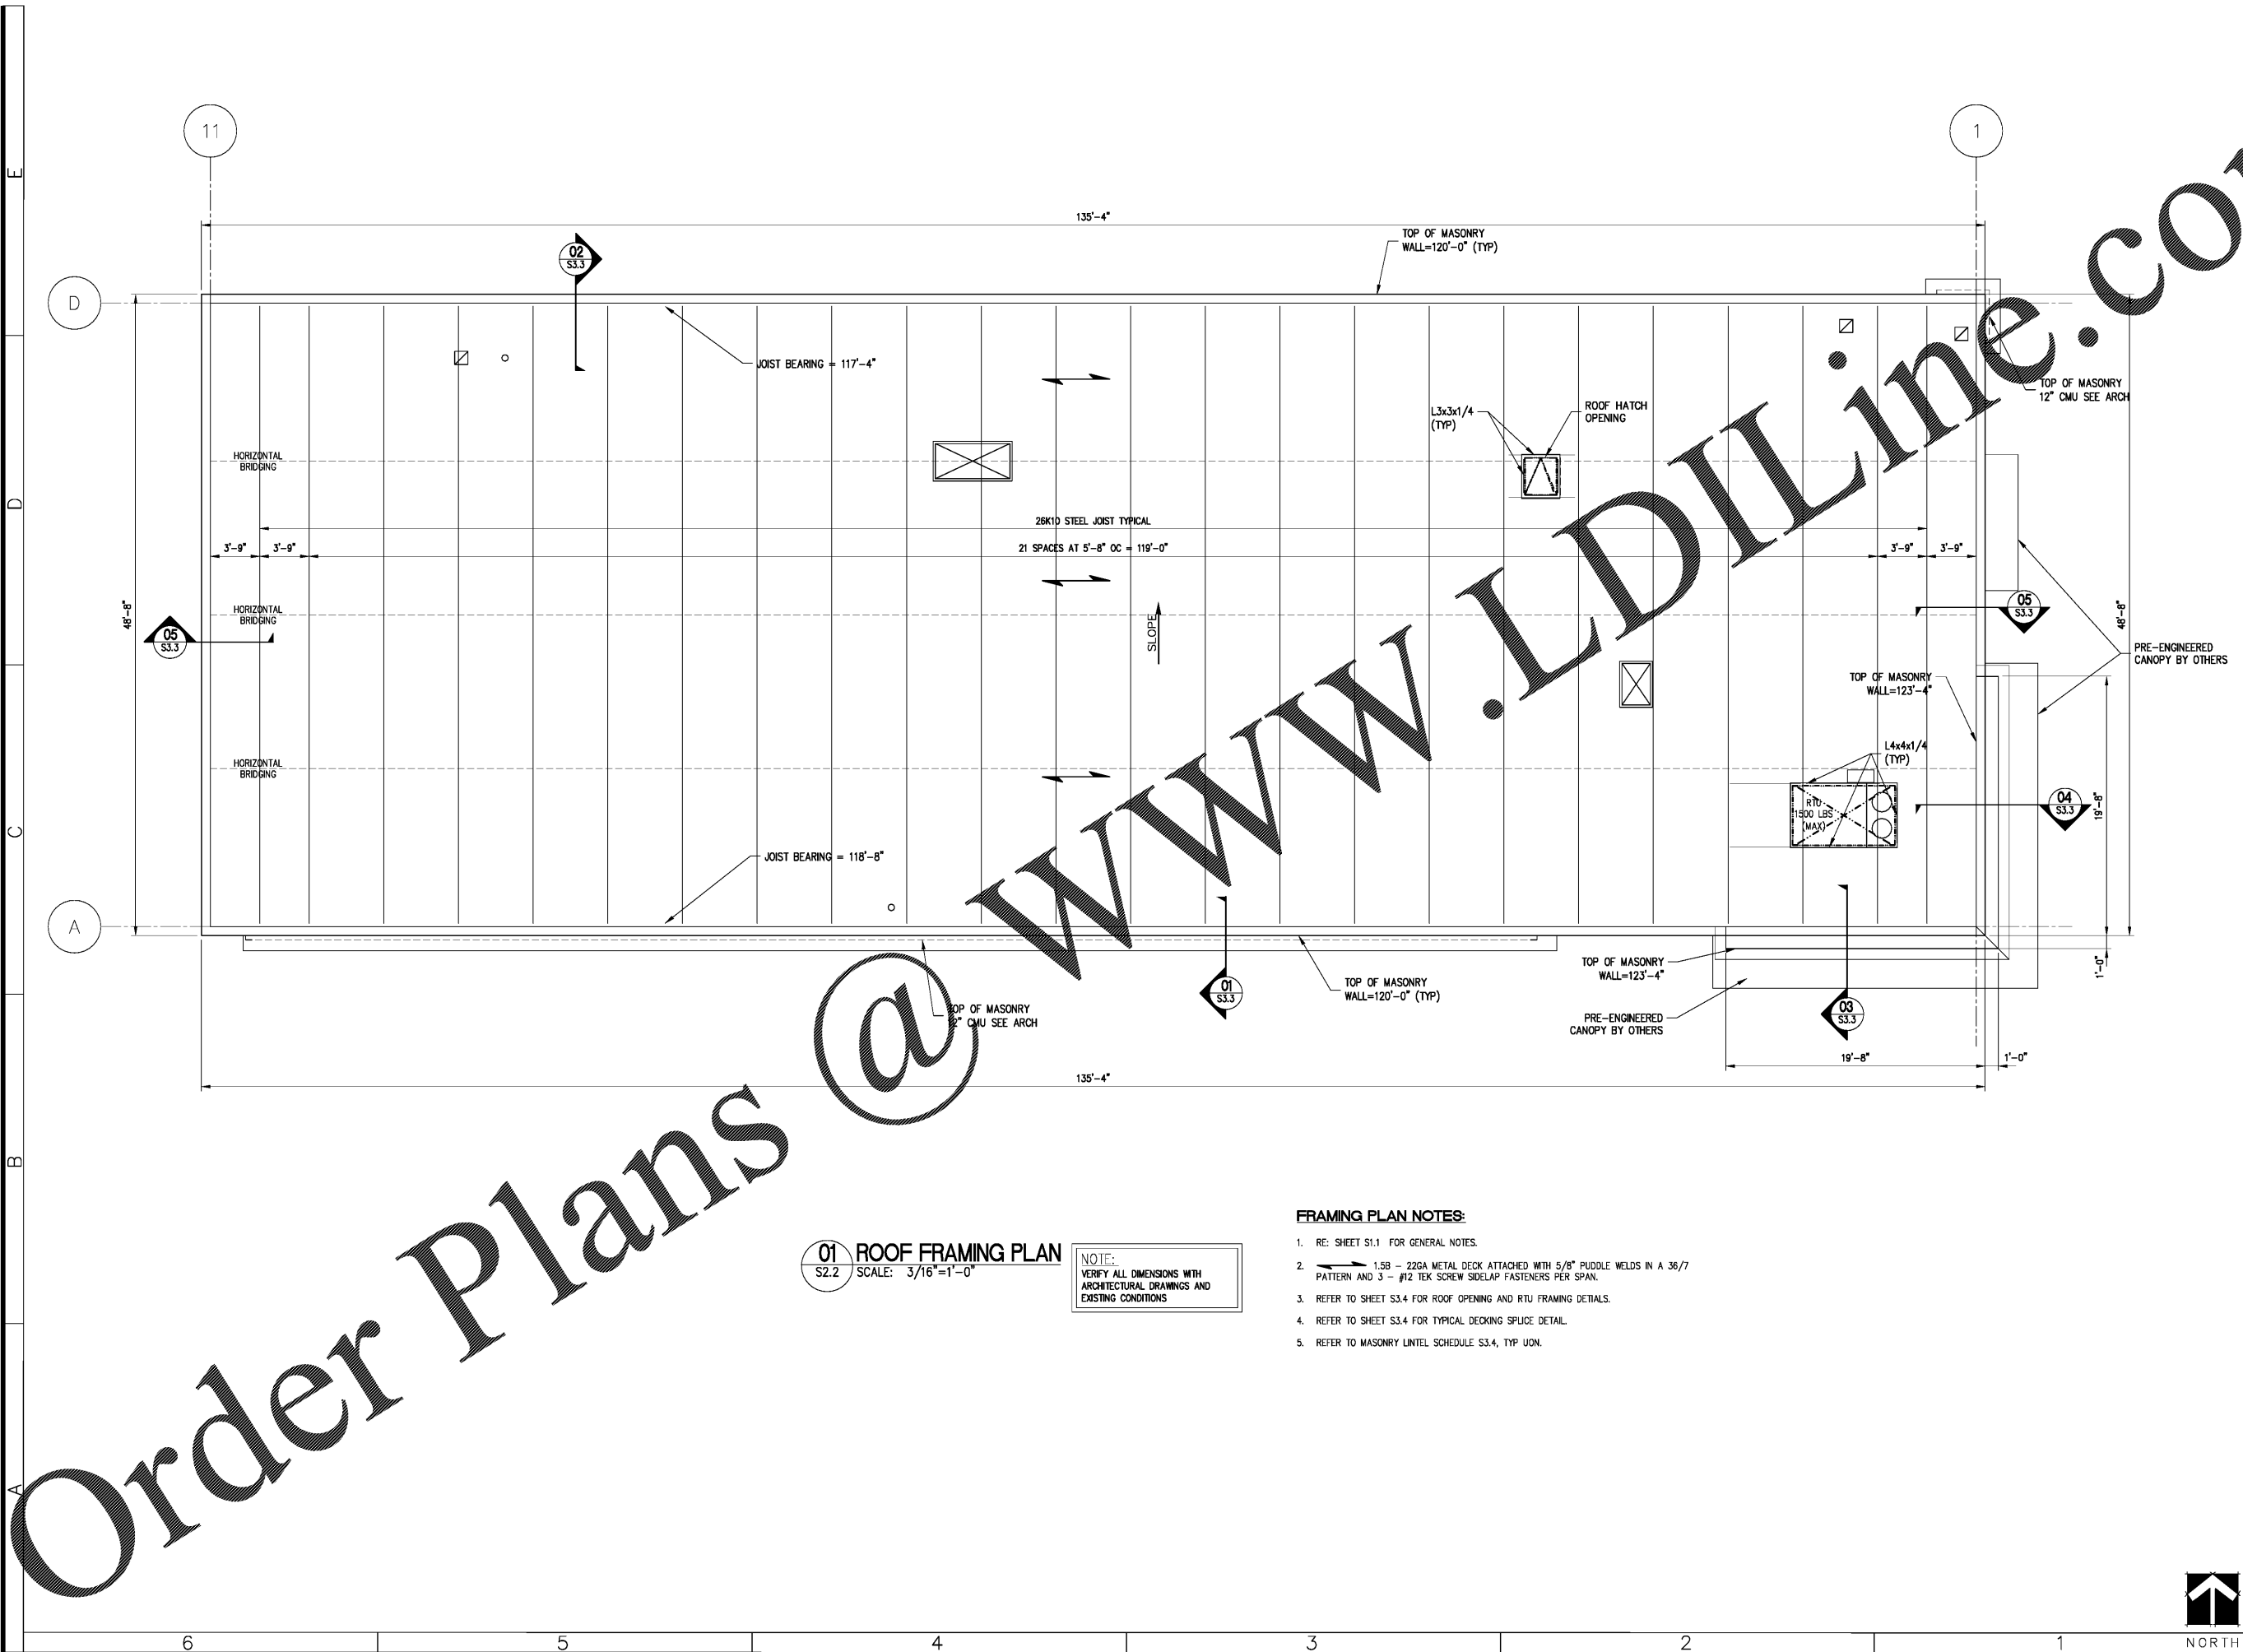 11
1
135'-4"
TOP OF MASONRY
WALL=120'-0" (TYP)
02
S3.3
D
JOIST BEARING = 117'-4"
TOP OF MASONRY
12" CMU SEE ARCH
L3x3x1/4
(TYP)
ROOF HATCH
OPENING
HORIZONTAL
BRIDGING
26K10 STEEL JOIST TYPICAL
3'-9"
3'-9"
21 SPACES AT 5'-8" OC = 119'-0"
3'-9"
3'-9"
48'-8"
HORIZONTAL
BRIDGING
05
S3.3
SLOPE
05
S3.3
48'-8"
PRE-ENGINEERED
CANOPY BY OTHERS
TOP OF MASONRY
WALL=123'-4"
HORIZONTAL
BRIDGING
L4x4x1/4
(TYP)
RTU
1500 LBS
(MAX)
04
S3.3
19'-8"
JOIST BEARING = 118'-8"
A
TOP OF MASONRY
12" CMU SEE ARCH
01
S3.3
TOP OF MASONRY
WALL=120'-0" (TYP)
TOP OF MASONRY
WALL=123'-4"
1'-0"
PRE-ENGINEERED
CANOPY BY OTHERS
03
S3.3
19'-8"
1'-0"
135'-4"
Order Plans @ www.LDILine.co
01
S2.2
ROOF FRAMING PLAN
SCALE: 3/16"=1'-0"
NOTE:
VERIFY ALL DIMENSIONS WITH
ARCHITECTURAL DRAWINGS AND
EXISTING CONDITIONS
FRAMING PLAN NOTES:
1. RE: SHEET S1.1 FOR GENERAL NOTES.
2. 1.5B - 22GA METAL DECK ATTACHED WITH 5/8" PUDDLE WELDS IN A 36/7
PATTERN AND 3 - #12 TEK SCREW SIDELAP FASTENERS PER SPAN.
3. REFER TO SHEET S3.4 FOR ROOF OPENING AND RTU FRAMING DETIALS.
4. REFER TO SHEET S3.4 FOR TYPICAL DECKING SPLICE DETAIL.
5. REFER TO MASONRY LINTEL SCHEDULE S3.4, TYP UON.
E
D
C
B
A
6
5
4
3
2
1
NORTH